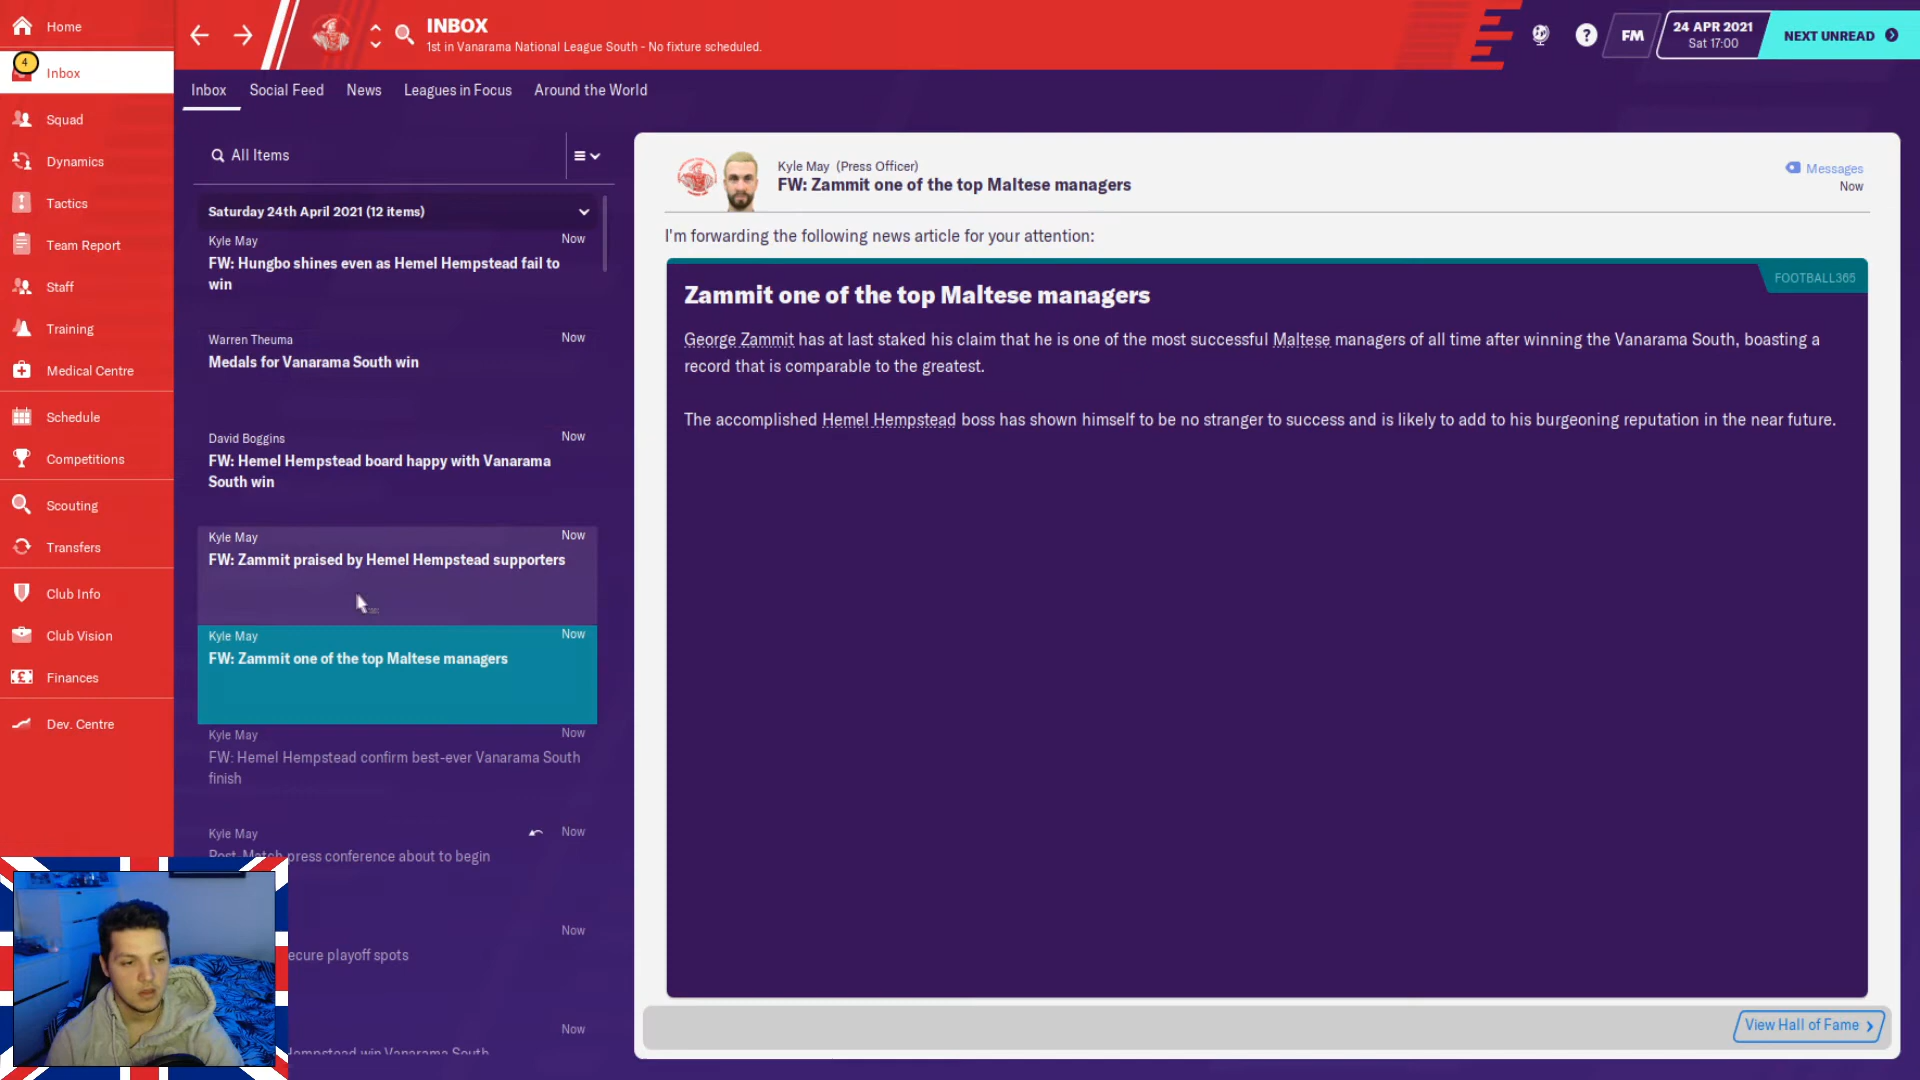 Home
4
Inbox
Squad
Dynamics
Tactics
Team Report
Staff
Training
Medical Centre
Schedule
Competitions
Scouting
Transfers
Club Info
Club Vision
Finances
Dev. Centre
INBOX
1st in Vanarama National League South - No fixture scheduled.
FM
24 APR 2021
Sat 17:00
NEXT UNREAD
Inbox
Social Feed
News
Leagues in Focus
Around the World
All Items
Saturday 24th April 2021 (12 items)
Kyle May
Now
FW: Hungbo shines even as Hemel Hempstead fail to
win
Warren Theuma
Now
Medals for Vanarama South win
David Boggins
Now
FW: Hemel Hempstead board happy with Vanarama
South win
Kyle May
Now
FW: Zammit praised by Hemel Hempstead supporters
Kyle May
Now
FW: Zammit one of the top Maltese managers
Kyle May
Now
FW: Hemel Hempstead confirm best-ever Vanarama South
finish
Kyle May
Now
Post-Match press conference about to begin
Now
ecure playoff spots
Now
Hempstead win Vanarama South
Kyle May (Press Officer)
FW: Zammit one of the top Maltese managers
Messages
Now
I'm forwarding the following news article for your attention:
FOOTBALL365
Zammit one of the top Maltese managers
George Zammit has at last staked his claim that he is one of the most successful Maltese managers of all time after winning the Vanarama South, boasting a
record that is comparable to the greatest.
The accomplished Hemel Hempstead boss has shown himself to be no stranger to success and is likely to add to his burgeoning reputation in the near future.
View Hall of Fame